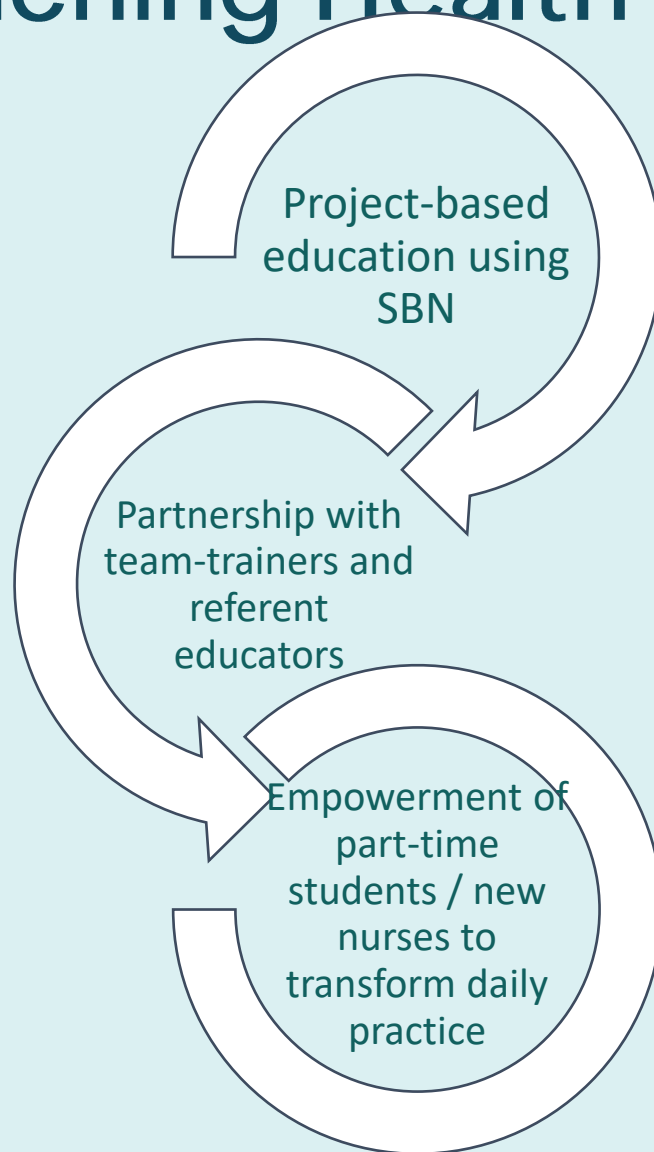 Health
Project-based
education using
SBN
Partnership with
team-trainers and
referent
educators
Empowerment of
part-time
students / new
nurses to
transform daily
practice